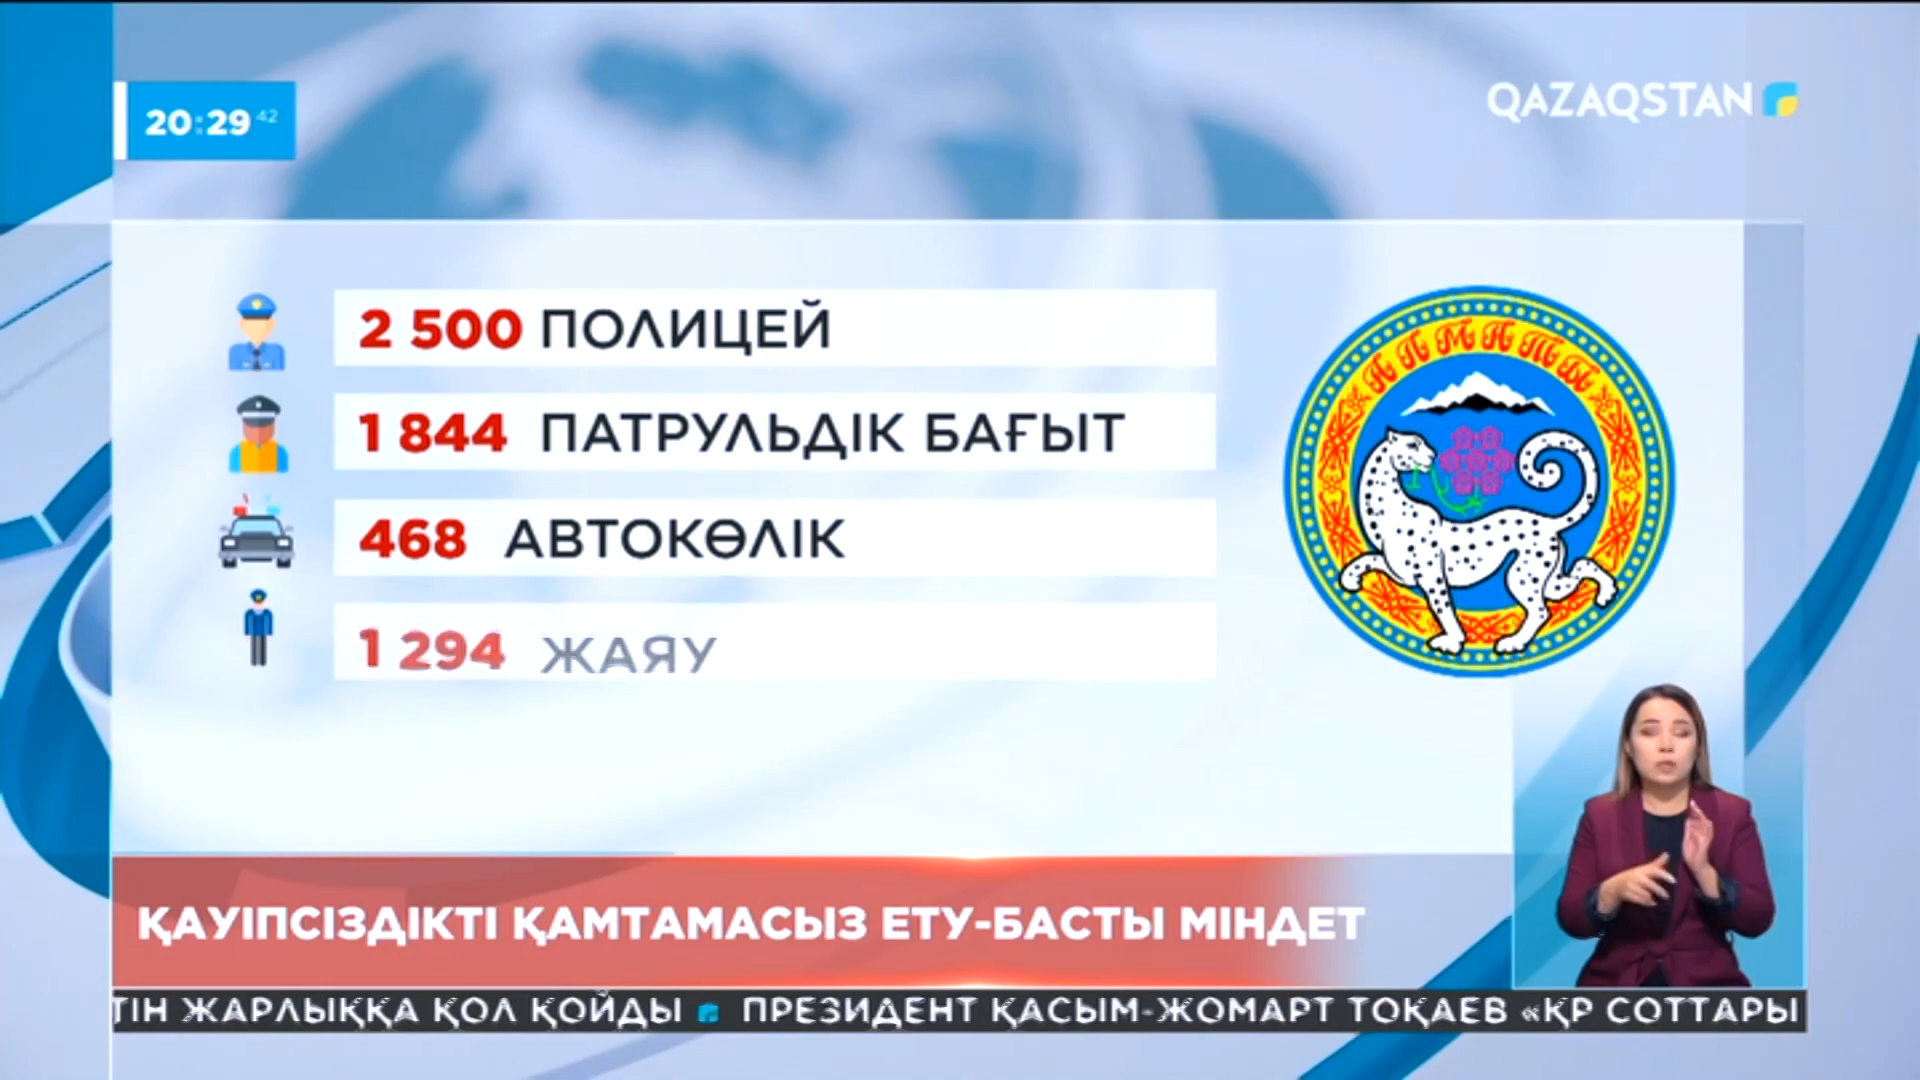 20:29 42
QAZAQSTAN
2 500 ПОЛИЦЕЙ
1 844 ПАТРУЛЬДІК БАҒЫТ
468 АВТОКӨЛІК
1 294 ЖАЯУ
АЛМАТЫ
ҚАУІПСІЗДІКТІ ҚАМТАМАСЫЗ ЕТУ-БАСТЫ МІНДЕТ
ТІН ЖАРЛЫҚҚА ҚОЛ ҚОЙДЫ ПРЕЗИДЕНТ ҚАСЫМ-ЖОМАРТ ТОҚАЕВ «ҚР СОТТАРЫ